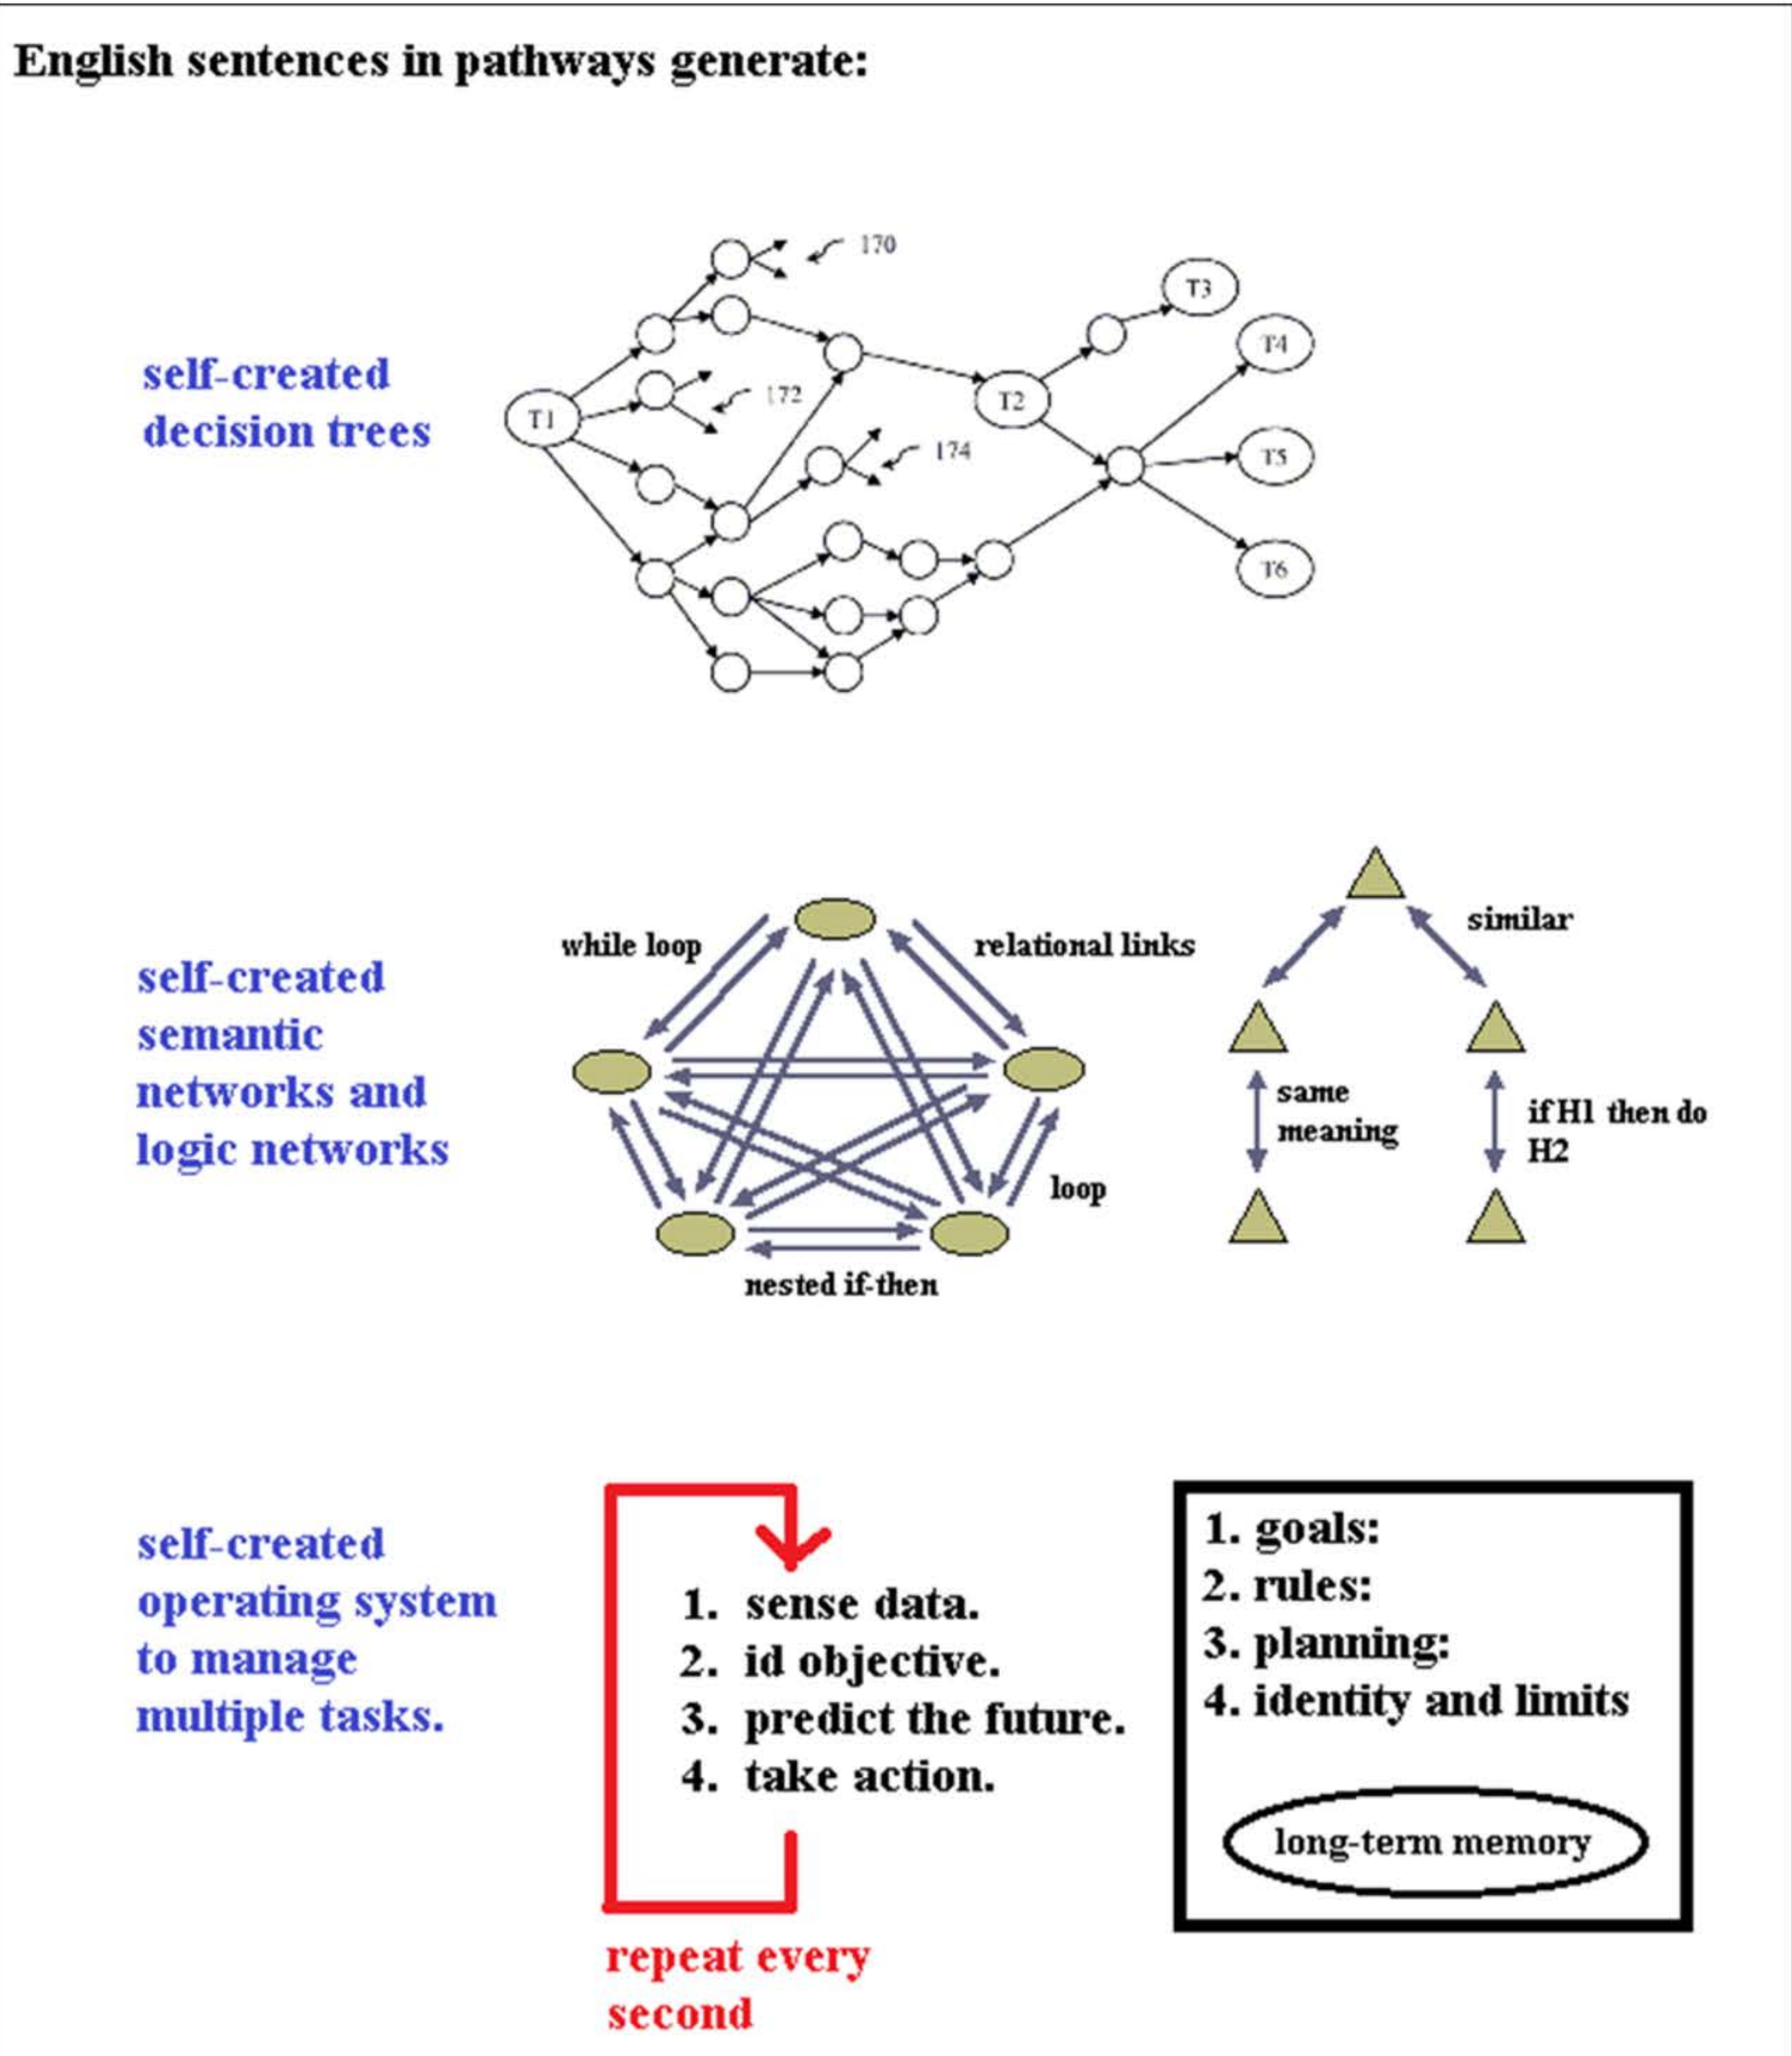 English sentences in pathways generate:
170
T3
T4
self-created
decision trees
T1
172
T2
174
T5
T6
while loop
relational links
similar
self-created
semantic
networks and
logic networks
same
meaning
if H1 then do
H2
loop
nested if-then
self-created
operating system
to manage
multiple tasks.
1. sense data.
2. id objective.
3. predict the future.
4. take action.
repeat every
second
1. goals:
2. rules:
3. planning:
4. identity and limits
long-term memory